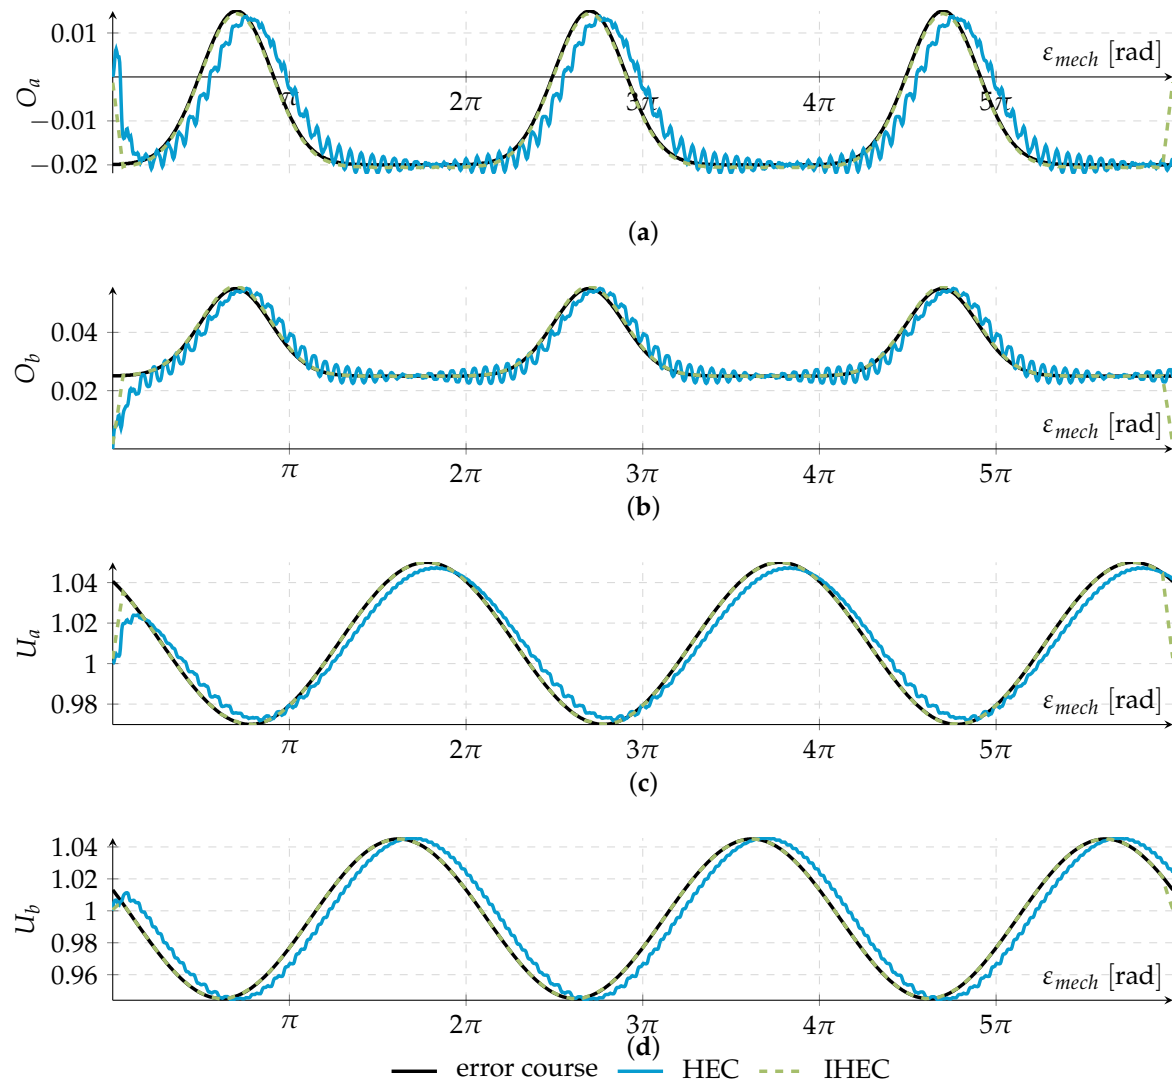 0.01
ε_mech [rad]
O_a
π
2π
3π
4π
5π
−0.01
−0.02
(a)
0.04
O_b
0.02
ε_mech [rad]
π
2π
3π
4π
5π
(b)
1.04
1.02
U_a
1
0.98
ε_mech [rad]
π
2π
3π
4π
5π
(c)
1.04
1.02
U_b
1
0.98
0.96
ε_mech [rad]
π
2π
3π
4π
5π
(d)
error course HEC IHEC